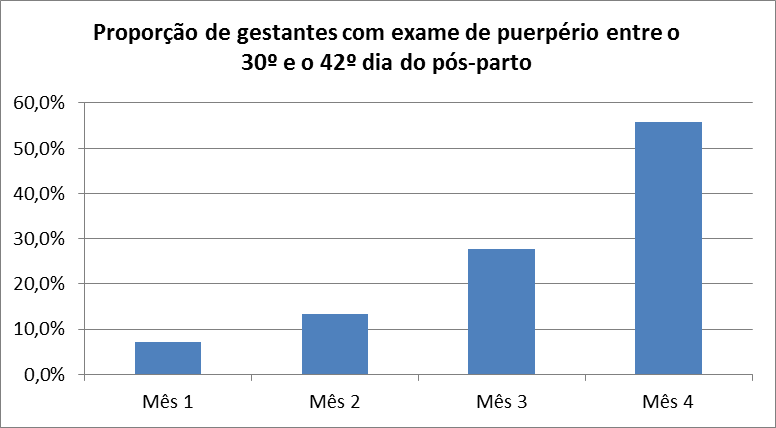 Proporção de gestantes com exame de puerpério entre o
30º e o 42º dia do pós-parto
60,0%
50,0%
40,0%
30,0%
20,0%
10,0%
0,0%
Mês 1 Mês 2 Mês 3 Mês 4